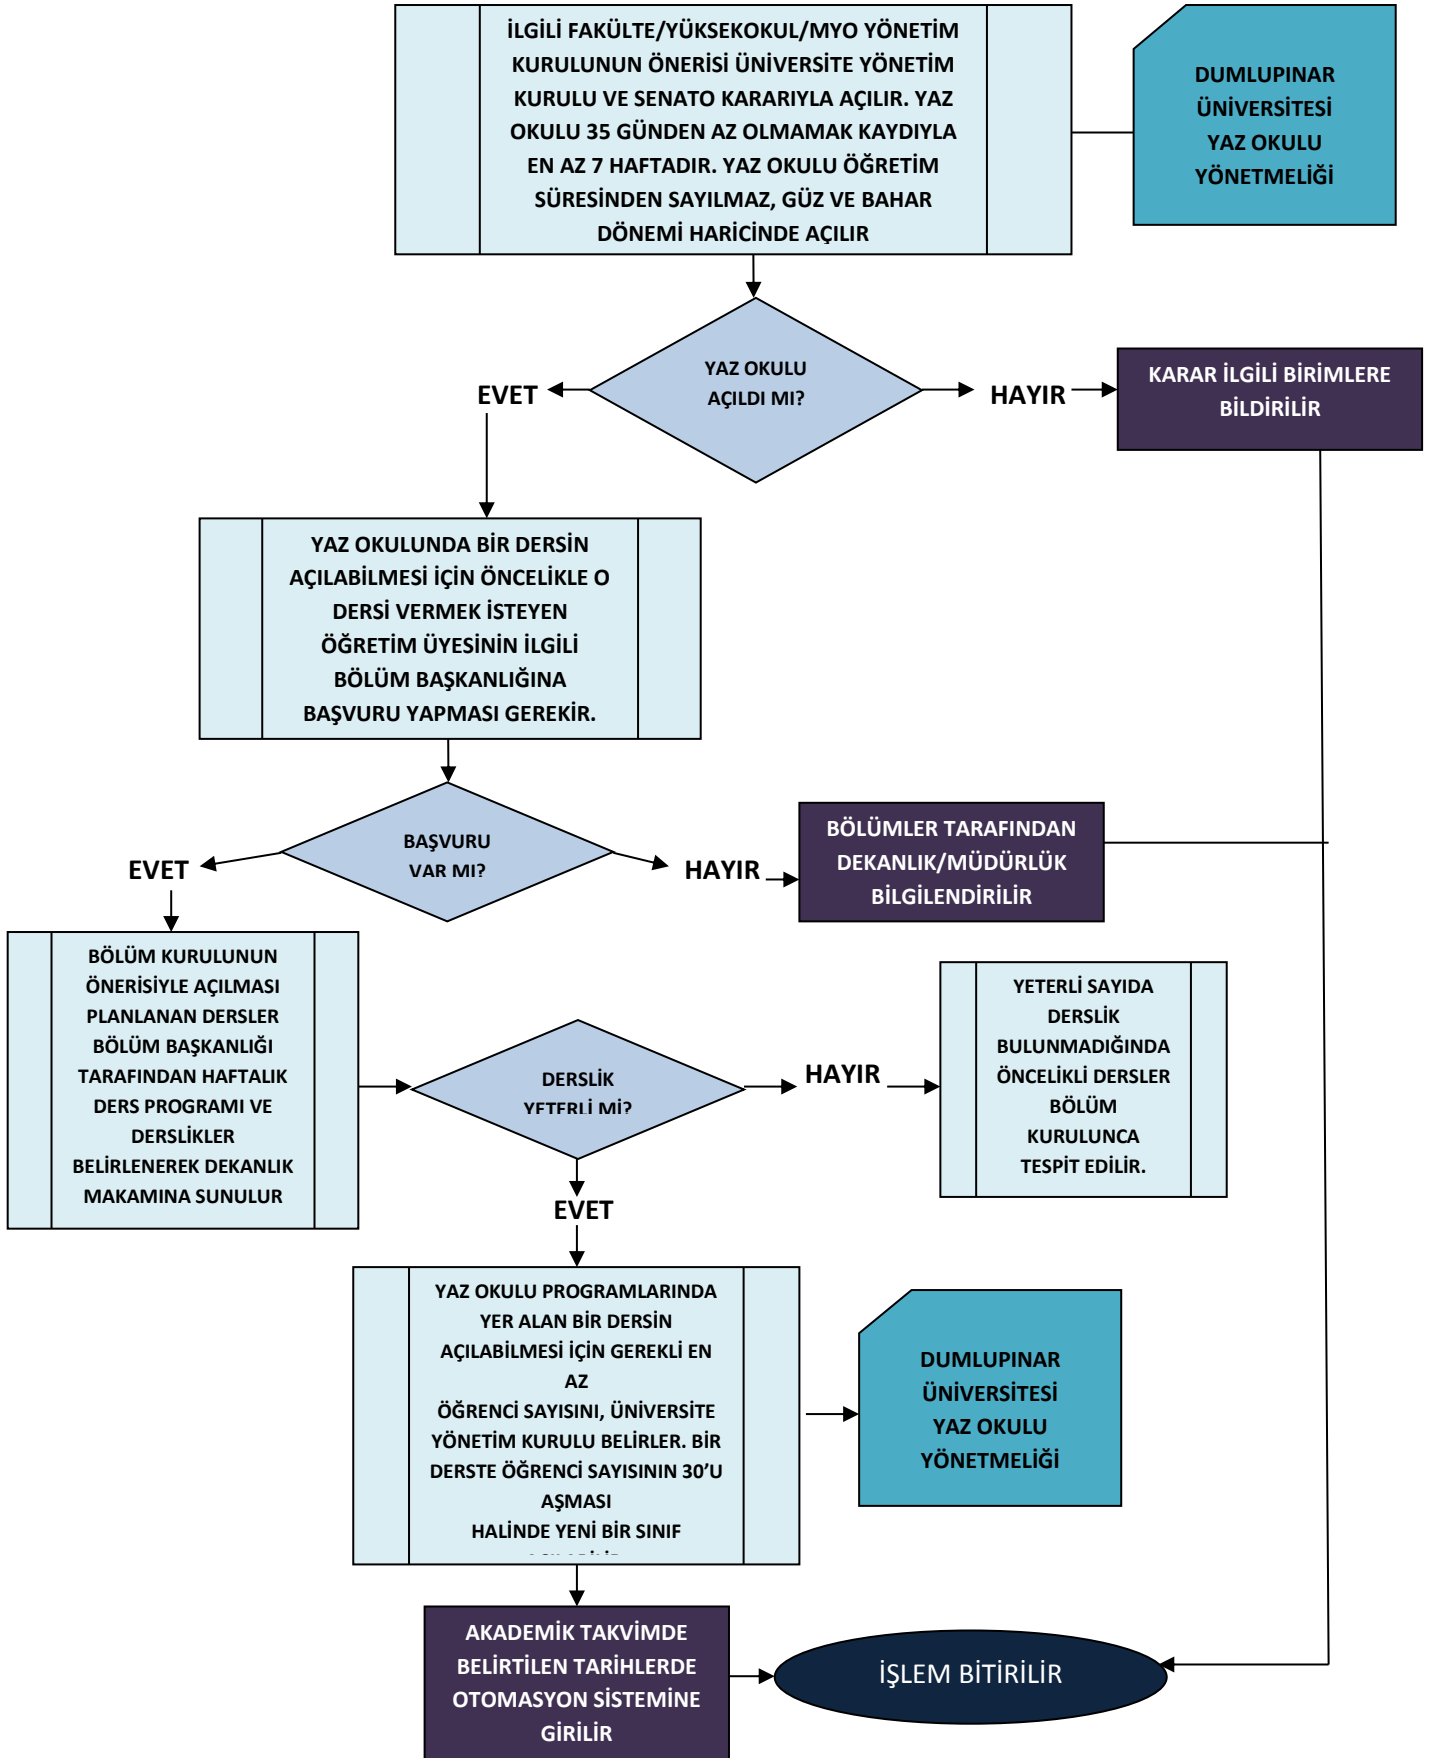 İLGİLİ FAKÜLTE/YÜKSEKOKUL/MYO YÖNETİM
KURULUNUN ÖNERİSİ ÜNİVERSİTE YÖNETİM
KURULU VE SENATO KARARIYLA AÇILIR. YAZ
OKULU 35 GÜNDEN AZ OLMAMAK KAYDIYLA
EN AZ 7 HAFTADIR. YAZ OKULU ÖĞRETİM
SÜRESİNDEN SAYILMAZ, GÜZ VE BAHAR
DÖNEMİ HARİCİNDE AÇILIR
DUMLUPINAR
ÜNİVERSİTESİ
YAZ OKULU
YÖNETMELİĞİ
YAZ OKULU
AÇILDI MI?
EVET
HAYIR
KARAR İLGİLİ BİRİMLERE
BİLDİRİLİR
YAZ OKULUNDA BİR DERSİN
AÇILABİLMESİ İÇİN ÖNCELİKLE O
DERSİ VERMEK İSTEYEN
ÖĞRETİM ÜYESİNİN İLGİLİ
BÖLÜM BAŞKANLIĞINA
BAŞVURU YAPMASI GEREKİR.
BAŞVURU
VAR MI?
EVET
HAYIR
BÖLÜMLER TARAFINDAN
DEKANLIK/MÜDÜRLÜK
BİLGİLENDİRİLİR
BÖLÜM KURULUNUN
ÖNERİSİYLE AÇILMASI
PLANLANAN DERSLER
BÖLÜM BAŞKANLIĞI
TARAFINDAN HAFTALIK
DERS PROGRAMI VE
DERSLİKLER
BELİRLENEREK DEKANLIK
MAKAMINA SUNULUR
DERSLİK
YETERLİ Mİ?
HAYIR
YETERLİ SAYIDA
DERSLİK
BULUNMADIĞINDA
ÖNCELİKLİ DERSLER
BÖLÜM
KURULUNCA
TESPİT EDİLİR.
EVET
YAZ OKULU PROGRAMLARINDA
YER ALAN BİR DERSİN
AÇILABİLMESİ İÇİN GEREKLİ EN
AZ
ÖĞRENCİ SAYISINI, ÜNİVERSİTE
YÖNETİM KURULU BELİRLER. BİR
DERSTE ÖĞRENCİ SAYISININ 30’U
AŞMASI
HALİNDE YENİ BİR SINIF
DUMLUPINAR
ÜNİVERSİTESİ
YAZ OKULU
YÖNETMELİĞİ
AKADEMİK TAKVİMDE
BELİRTİLEN TARİHLERDE
OTOMASYON SİSTEMİNE
GİRİLİR
İŞLEM BİTİRİLİR